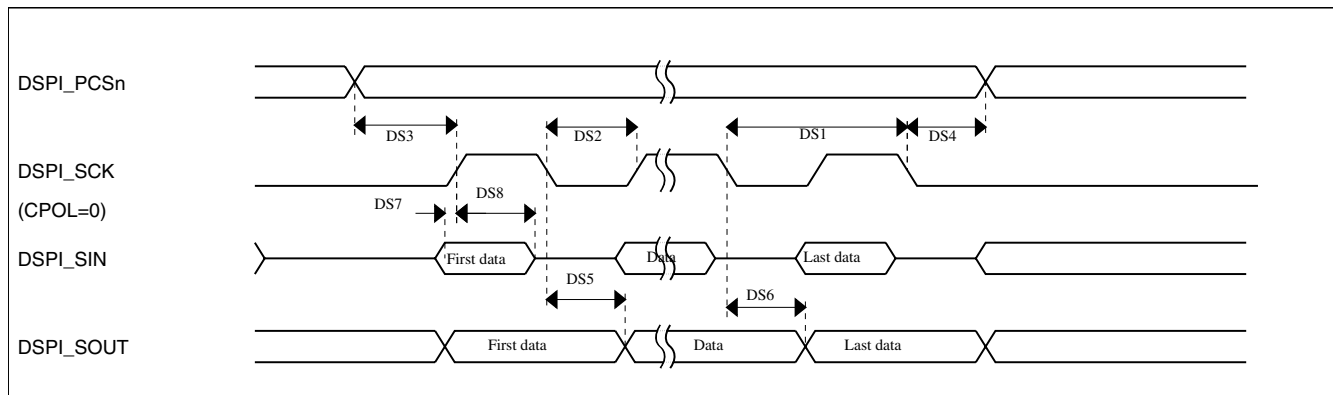 DSPI_PCSn
DS3
DS2
DS1
DS4
DSPI_SCK
(CPOL=0)
DS7
DS8
DSPI_SIN
First data
Data
Last data
DS5
DS6
DSPI_SOUT
First data
Data
Last data